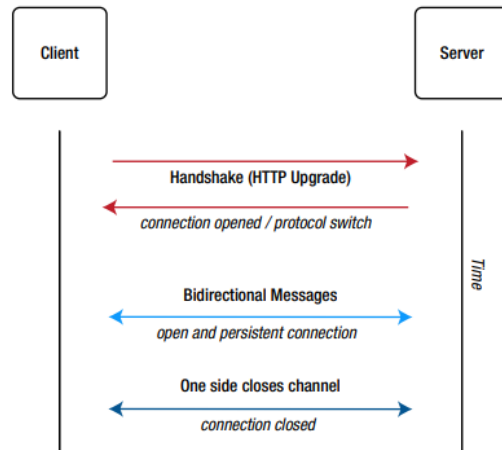 Client
Server
Handshake (HTTP Upgrade)
connection opened / protocol switch
Time
Bidirectional Messages
open and persistent connection
One side closes channel
connection closed